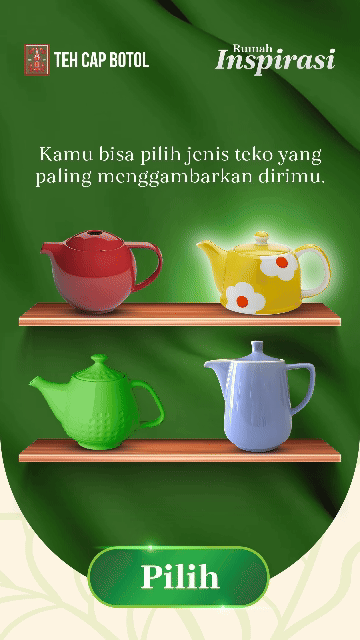 TEH CAP BOTOL
Rumah
Inspirasi
Kamu bisa pilih jenis teko yang
paling menggambarkan dirimu.
Pilih